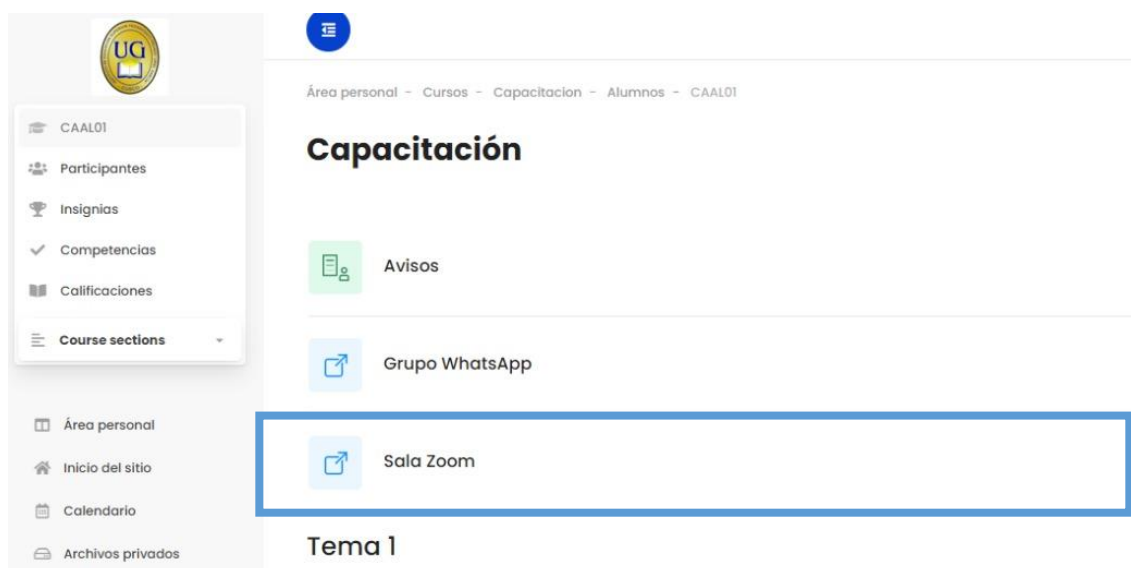 UG
CAAL01
Participantes
Insignias
Competencias
Calificaciones
Course sections
Área personal
Inicio del sitio
Calendario
Archivos privados
Área personal - Cursos - Capacitacion - Alumnos - CAAL01
Capacitación
Avisos
Grupo WhatsApp
Sala Zoom
Tema 1